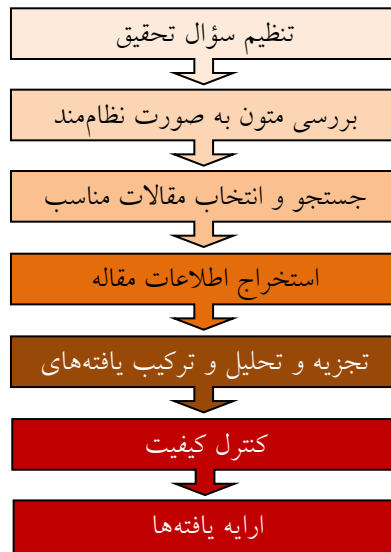 تنظیم سؤال تحقیق
بررسی متون به صورت نظام‌مند
جستجو و انتخاب مقالات مناسب
استخراج اطلاعات مقاله
تجزیه و تحلیل و ترکیب یافته‌های
کنترل کیفیت
ارایه یافته‌ها